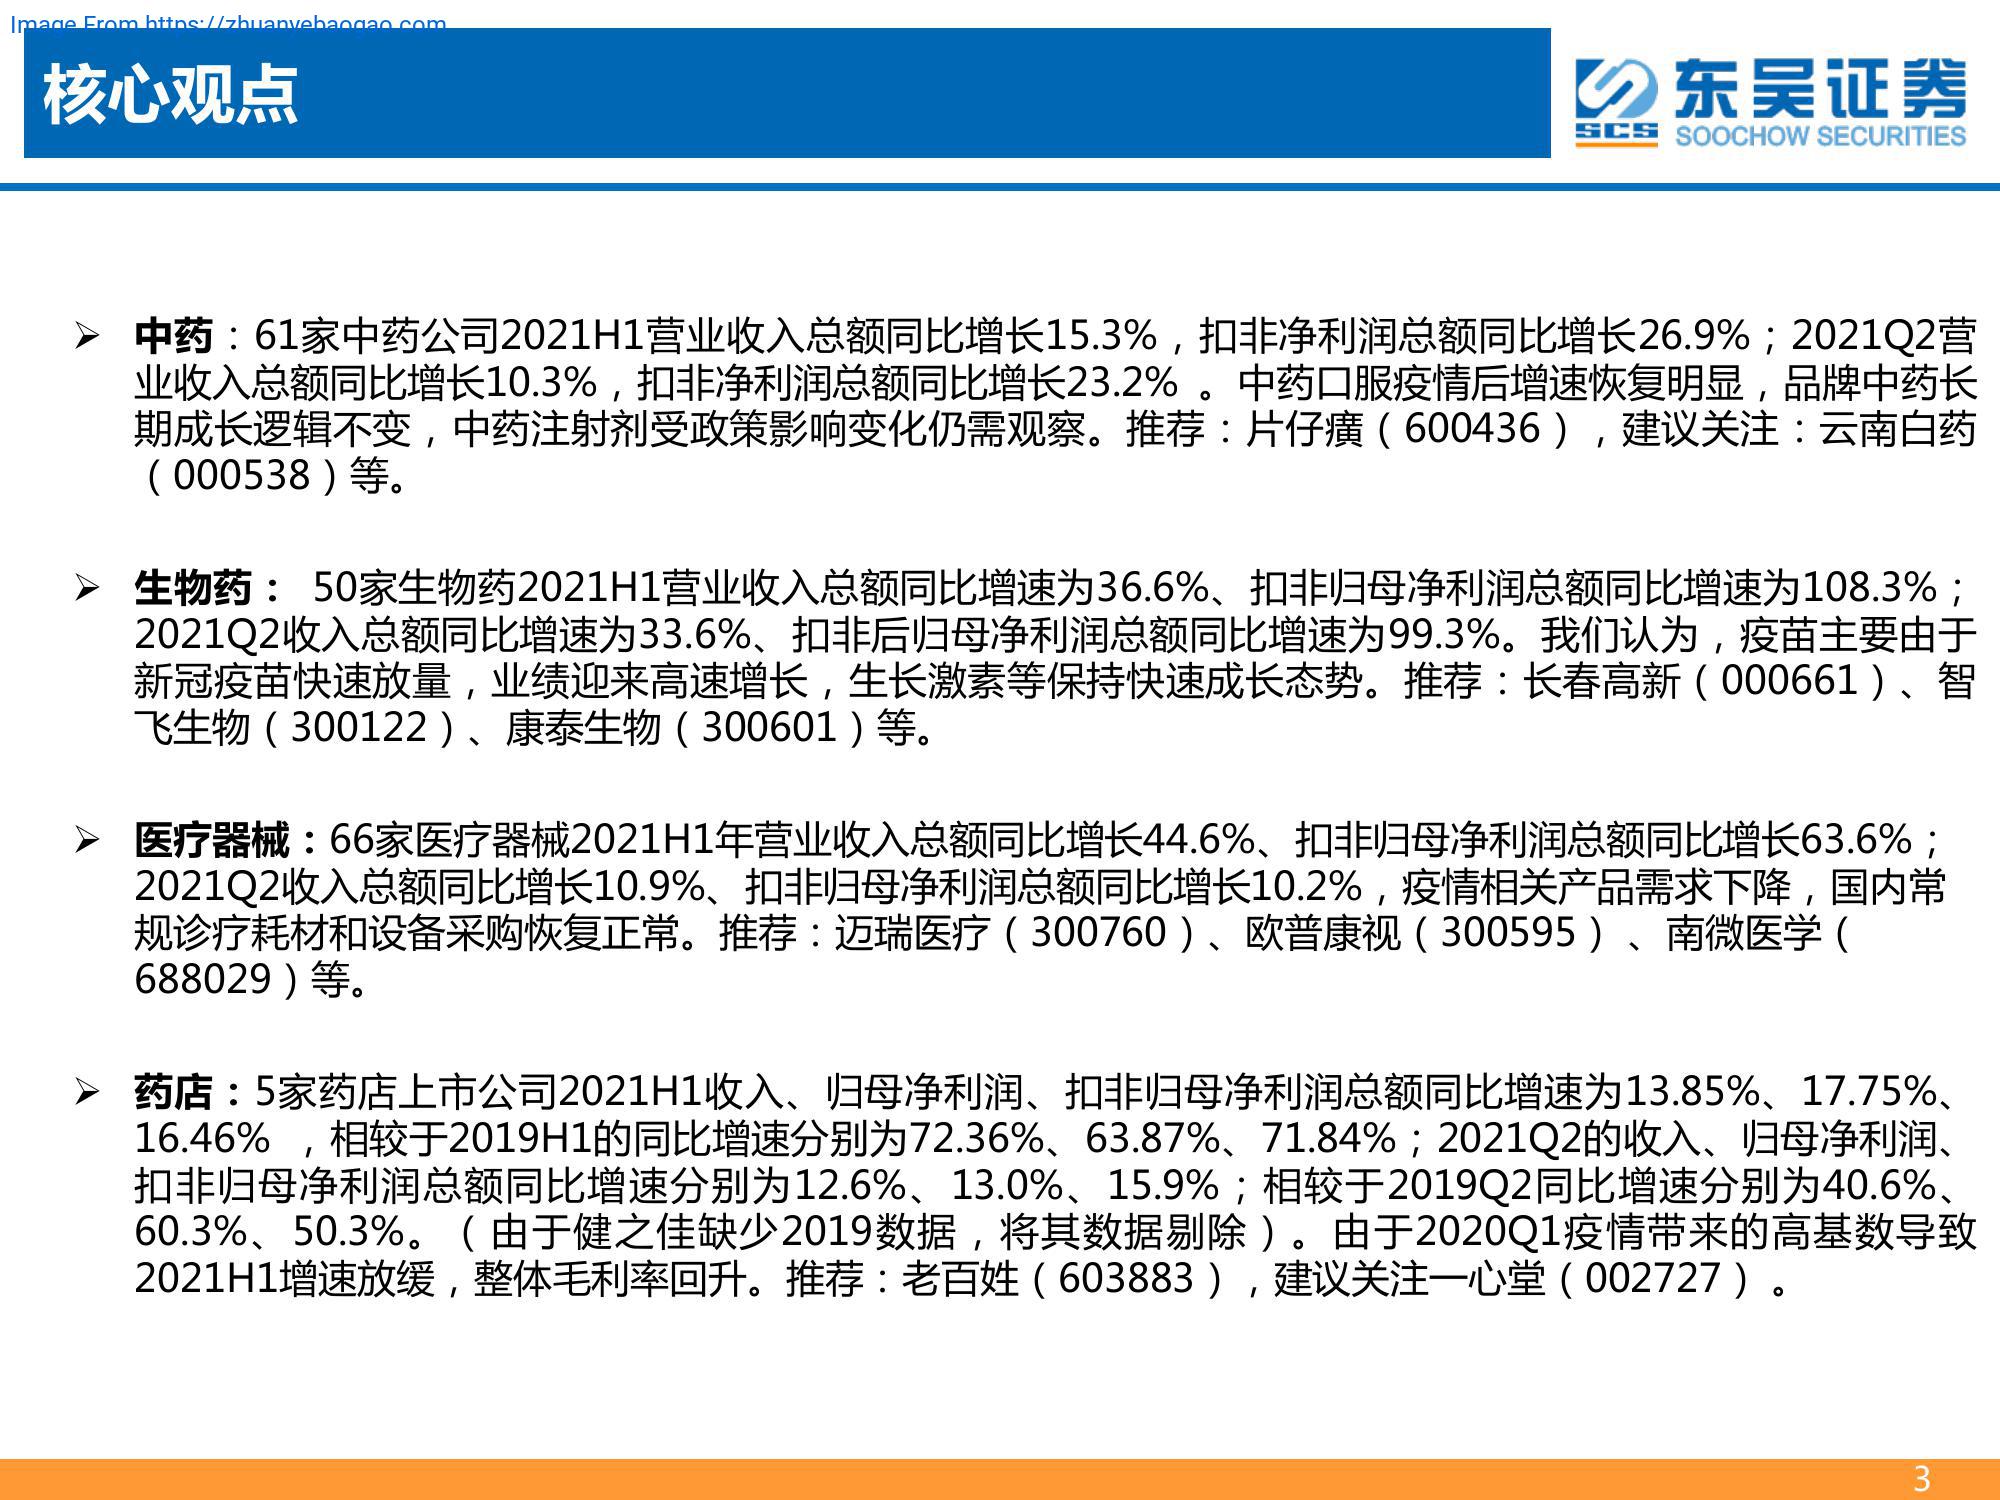 Image From https://zhuanyebaogao.com
核心观点
东吴证券
SCS
SOOCHOW SECURITIES
中药：61家中药公司2021H1营业收入总额同比增长15.3%，扣非净利润总额同比增长26.9%；2021Q2营
业收入总额同比增长10.3%，扣非净利润总额同比增长23.2% 。中药口服疫情后增速恢复明显，品牌中药长
期成长逻辑不变，中药注射剂受政策影响变化仍需观察。推荐：片仔癀（600436），建议关注：云南白药
（000538）等。
生物药： 50家生物药2021H1营业收入总额同比增速为36.6%、扣非归母净利润总额同比增速为108.3%；
2021Q2收入总额同比增速为33.6%、扣非后归母净利润总额同比增速为99.3%。我们认为，疫苗主要由于
新冠疫苗快速放量，业绩迎来高速增长，生长激素等保持快速成长态势。推荐：长春高新（000661）、智
飞生物（300122）、康泰生物（300601）等。
医疗器械：66家医疗器械2021H1年营业收入总额同比增长44.6%、扣非归母净利润总额同比增长63.6%；
2021Q2收入总额同比增长10.9%、扣非归母净利润总额同比增长10.2%，疫情相关产品需求下降，国内常
规诊疗耗材和设备采购恢复正常。推荐：迈瑞医疗（300760）、欧普康视（300595） 、南微医学（
688029）等。
药店：5家药店上市公司2021H1收入、归母净利润、扣非归母净利润总额同比增速为13.85%、17.75%、
16.46% ，相较于2019H1的同比增速分别为72.36%、63.87%、71.84%；2021Q2的收入、归母净利润、
扣非归母净利润总额同比增速分别为12.6%、13.0%、15.9%；相较于2019Q2同比增速分别为40.6%、
60.3%、50.3%。（由于健之佳缺少2019数据，将其数据剔除）。由于2020Q1疫情带来的高基数导致
2021H1增速放缓，整体毛利率回升。推荐：老百姓（603883），建议关注一心堂（002727） 。
3